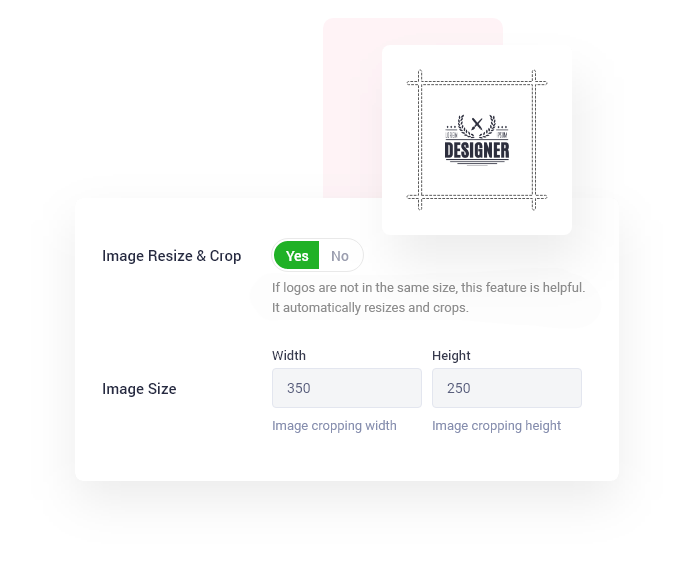 LOREM IPSUM
DESIGNER
Image Resize & Crop
Yes No
If logos are not in the same size, this feature is helpful.
It automatically resizes and crops.
Width Height
Image Size
350 250
Image cropping width Image cropping height